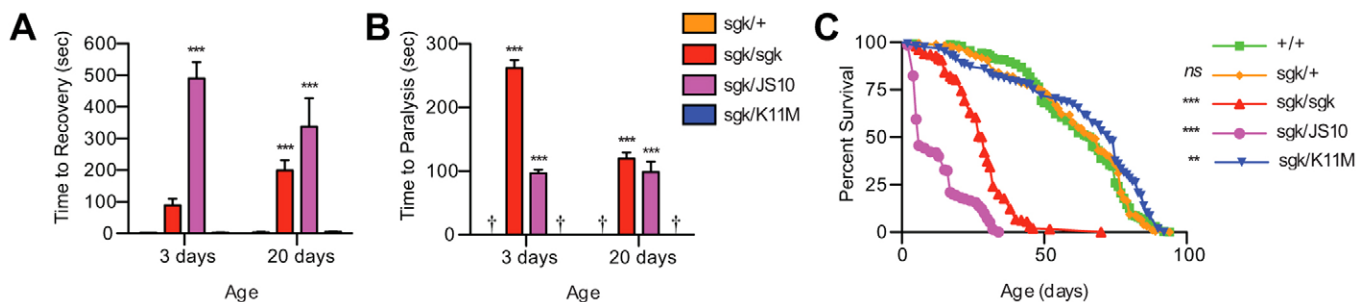 A
Time to Recovery (sec)
600
500
400
300
200
100
0
***
***
***
3 days
20 days
Age
B
Time to Paralysis (sec)
300
200
100
0
***
***
***
***
†
†
†
†
3 days
20 days
Age
sgk/+
sgk/sgk
sgk/JS10
sgk/K11M
C
Percent Survival
100
75
50
25
0
0
50
100
Age (days)
+/+
ns sgk/+
*** sgk/sgk
*** sgk/JS10
** sgk/K11M